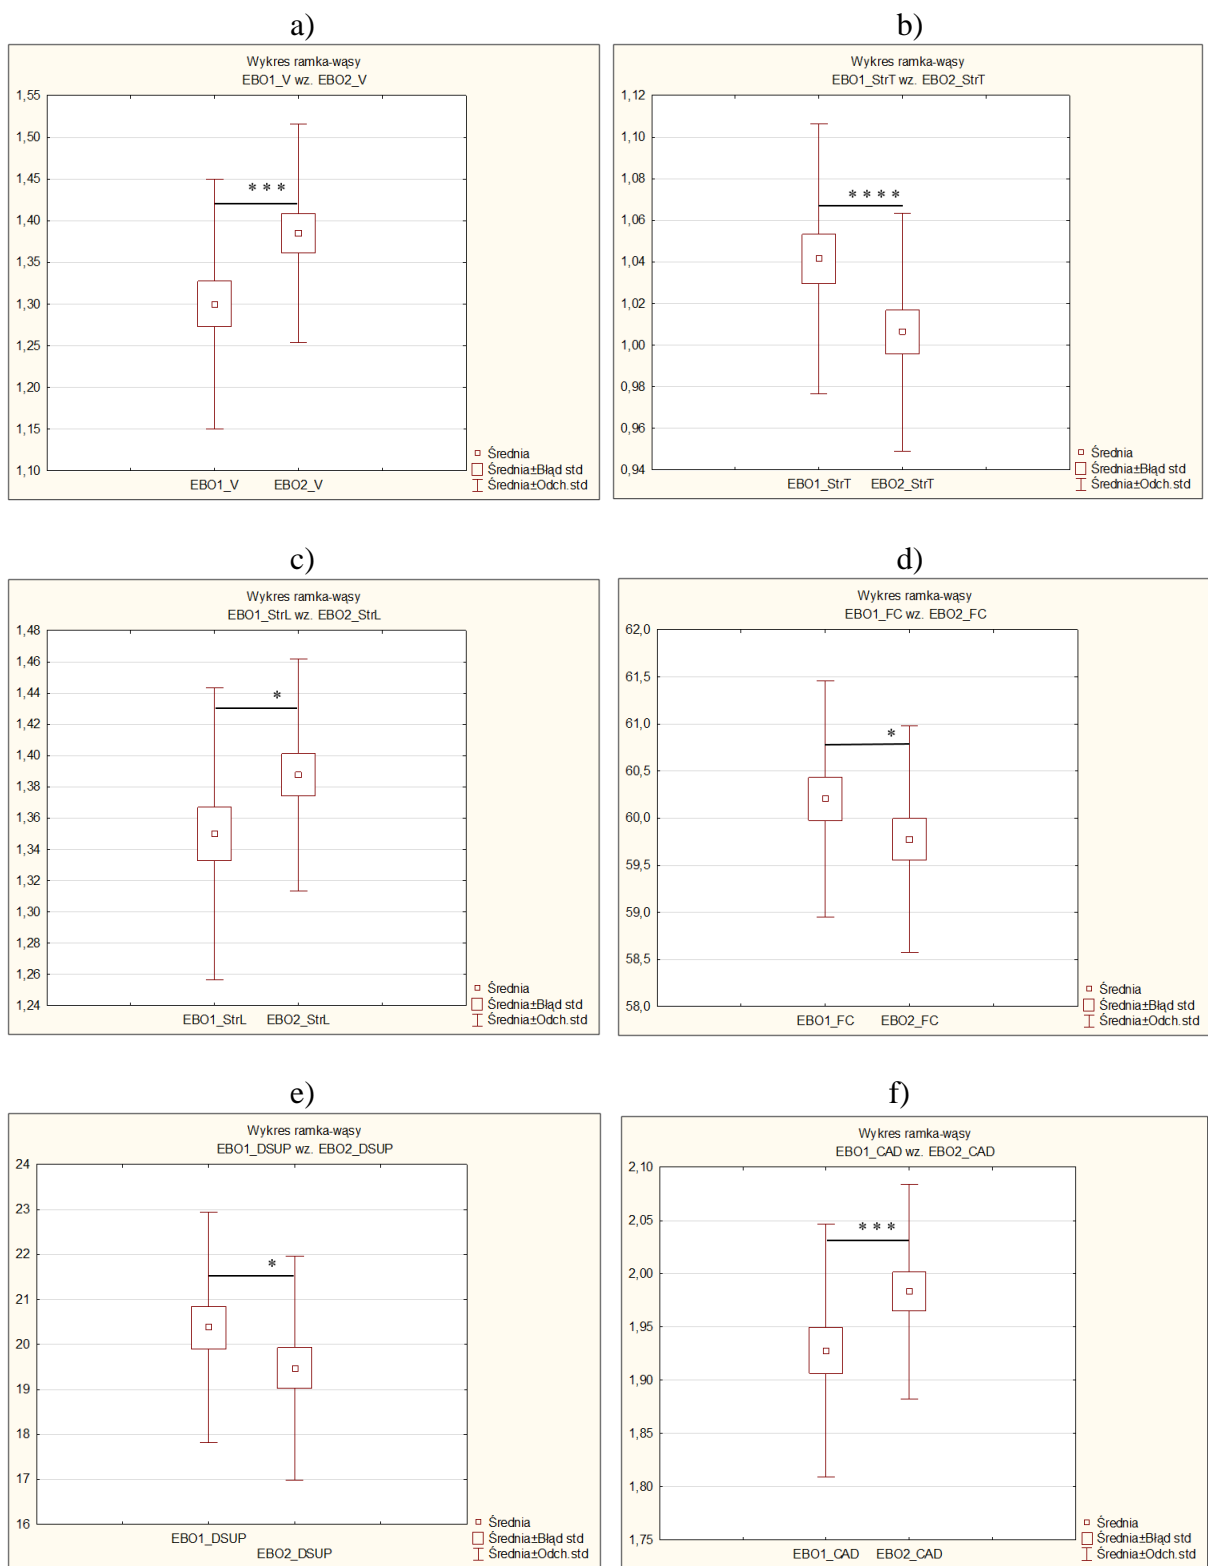 a)
Wykres ramka-wąsy
EBO1_V wz. EBO2_V
1,55
1,50
1,45
1,40
1,35
1,30
1,25
1,20
1,15
1,10
* * *
EBO1_V EBO2_V
Średnia
Średnia±Błąd std
Średnia±Odch.std
b)
Wykres ramka-wąsy
EBO1_StrT wz. EBO2_StrT
1,12
1,10
1,08
1,06
1,04
1,02
1,00
0,98
0,96
0,94
* * * *
EBO1_StrT EBO2_StrT
Średnia
Średnia±Błąd std
Średnia±Odch.std
c)
Wykres ramka-wąsy
EBO1_StrL wz. EBO2_StrL
1,48
1,46
1,44
1,42
1,40
1,38
1,36
1,34
1,32
1,30
1,28
1,26
1,24
*
EBO1_StrL EBO2_StrL
Średnia
Średnia±Błąd std
Średnia±Odch.std
d)
Wykres ramka-wąsy
EBO1_FC wz. EBO2_FC
62,0
61,5
61,0
60,5
60,0
59,5
59,0
58,5
58,0
*
EBO1_FC EBO2_FC
Średnia
Średnia±Błąd std
Średnia±Odch.std
e)
Wykres ramka-wąsy
EBO1_DSUP wz. EBO2_DSUP
24
23
22
21
20
19
18
17
16
*
EBO1_DSUP
EBO2_DSUP
Średnia
Średnia±Błąd std
Średnia±Odch.std
f)
Wykres ramka-wąsy
EBO1_CAD wz. EBO2_CAD
2,10
2,05
2,00
1,95
1,90
1,85
1,80
1,75
* * *
EBO1_CAD EBO2_CAD
Średnia
Średnia±Błąd std
Średnia±Odch.std